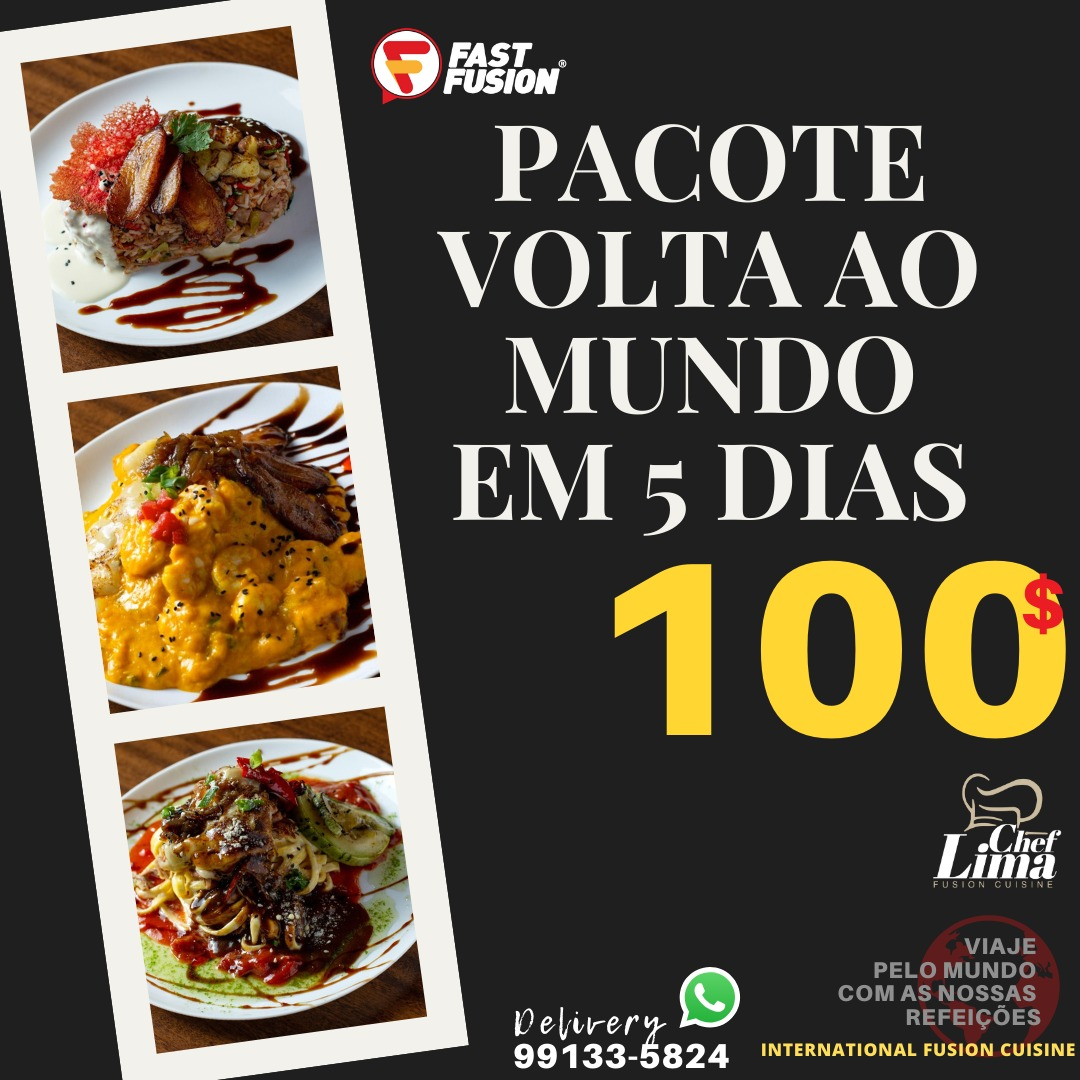 FAST
FUSION®
PACOTE
VOLTA AO
MUNDO
EM 5 DIAS
100$
Chef
Lima
FUSION CUISINE
VIAJE
PELO MUNDO
COM AS NOSSAS
REFEIÇÕES
Delivery
99133-5824
INTERNATIONAL FUSION CUISINE